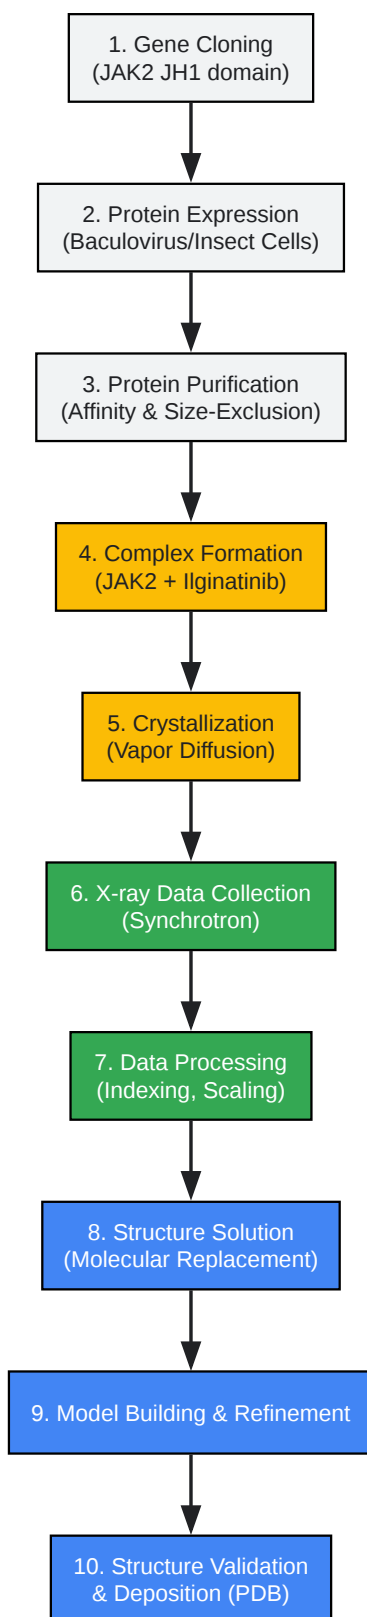 1. Gene Cloning
(JAK2 JH1 domain)
2. Protein Expression
(Baculovirus/Insect Cells)
3. Protein Purification
(Affinity & Size-Exclusion)
4. Complex Formation
(JAK2 + Ilginatinib)
5. Crystallization
(Vapor Diffusion)
6. X-ray Data Collection
(Synchrotron)
7. Data Processing
(Indexing, Scaling)
8. Structure Solution
(Molecular Replacement)
9. Model Building & Refinement
10. Structure Validation
& Deposition (PDB)